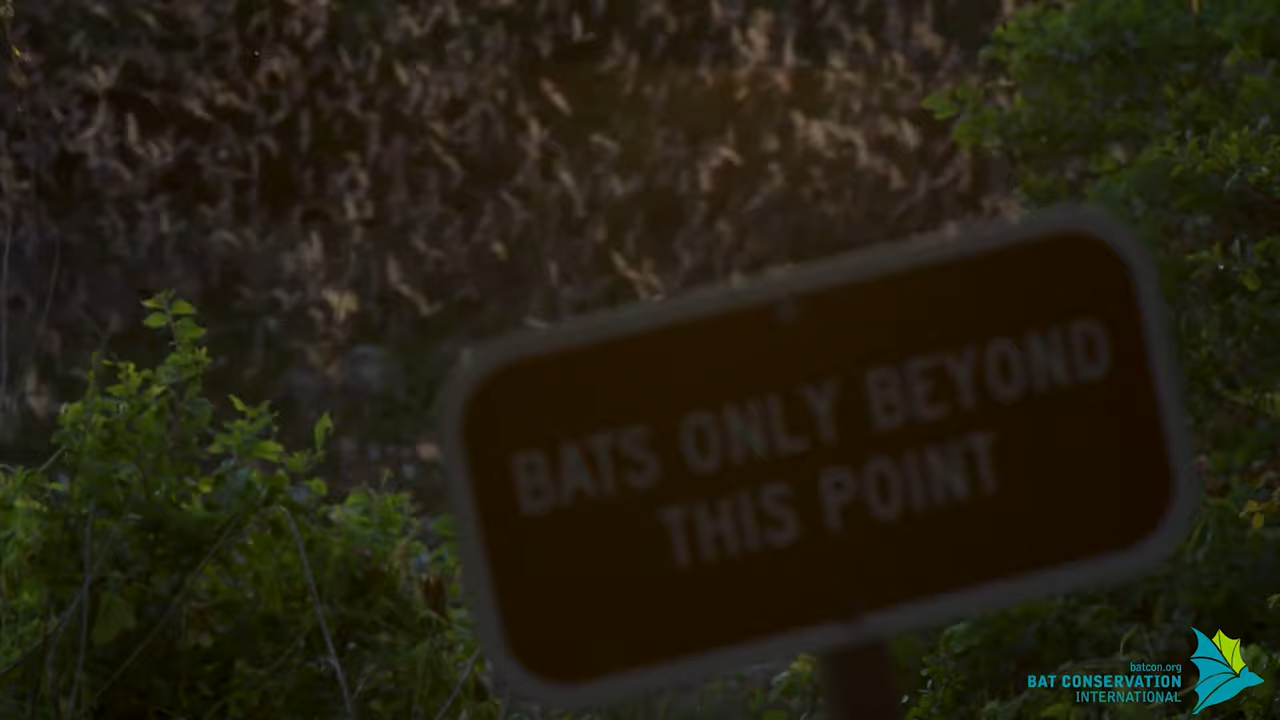 BATS ONLY BEYOND
THIS POINT
batcon.org
BAT CONSERVATION
INTERNATIONAL